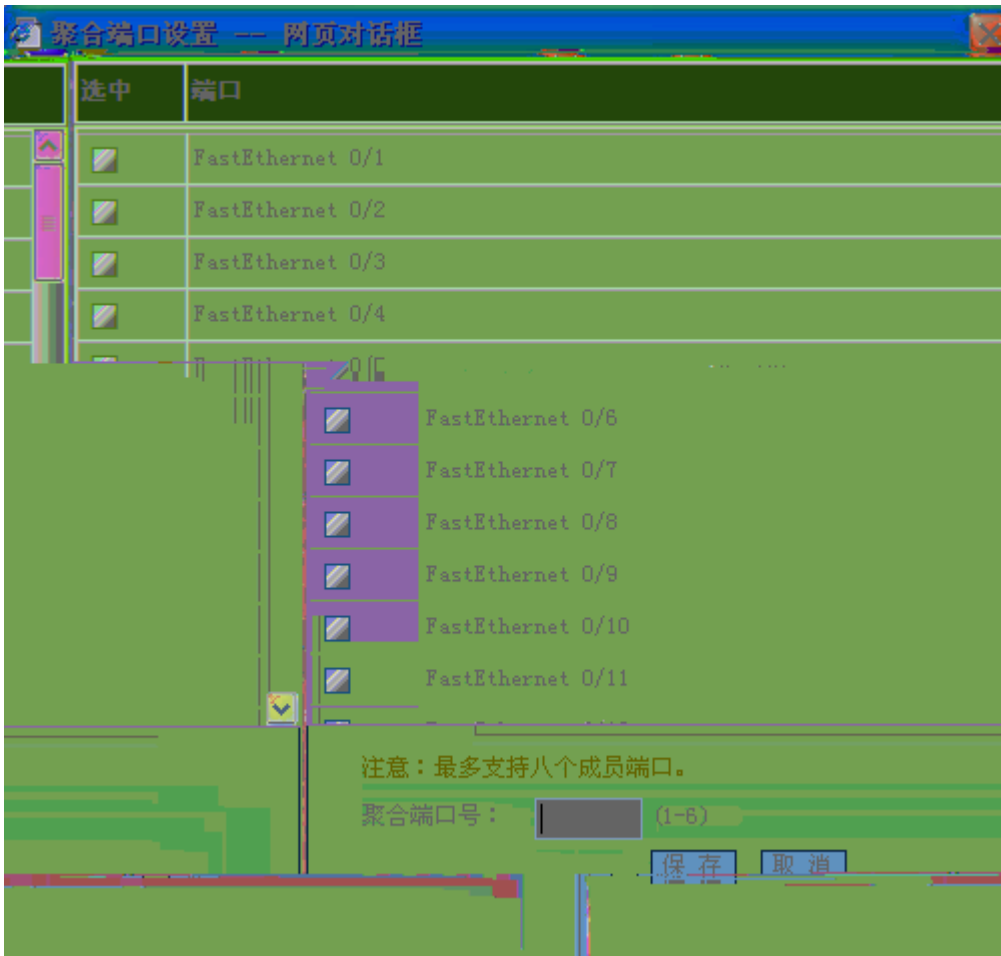 聚合端口设置 -- 网页对话框
选中 端口
FastEthernet 0/1
FastEthernet 0/2
FastEthernet 0/3
FastEthernet 0/4
FastEthernet 0/6
FastEthernet 0/7
FastEthernet 0/8
FastEthernet 0/9
FastEthernet 0/10
FastEthernet 0/11
注意：最多支持八个成员端口。
聚合端口号： (1-6)
保 存 取 消